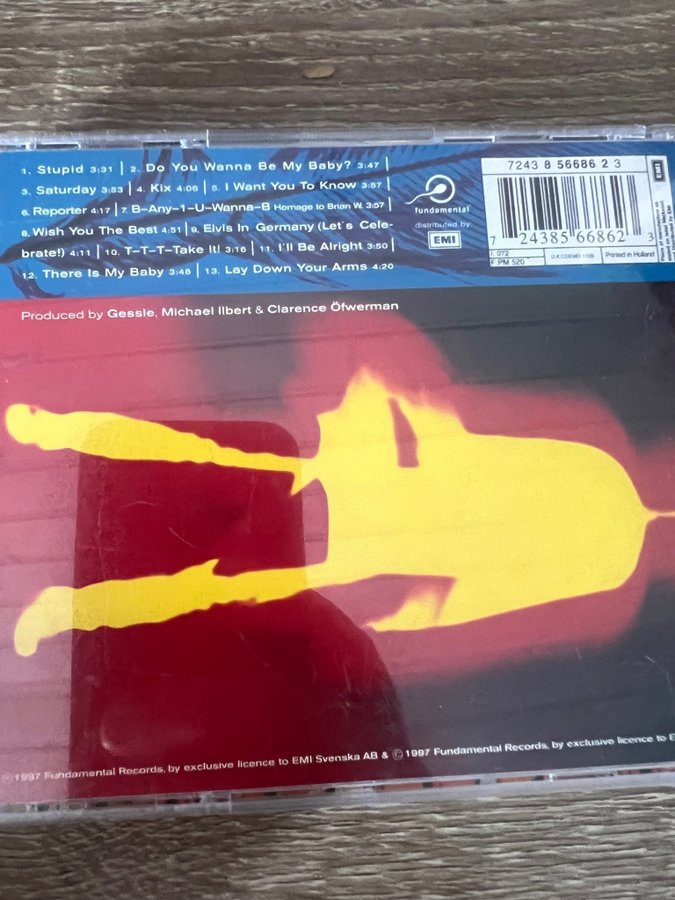 1. Stupid 3:31 | 2. Do You Wanna Be My Baby? 3:47 |
3. Saturday 3:53 | 4. Kix 4:06 | 5. I Want You To Know 3:57 |
6. Reporter 4:17 | 7. B–Any–1–U–Wanna–B Homage to Brian W. 3:57 |
8. Wish You The Best 4:51 | 9. Elvis In Germany (Let's Cele-
brate!) 4:11 | 10. T–T–T–Take It! 3:16 | 11. I'll Be Alright 3:50 |
12. There Is My Baby 3:48 | 13. Lay Down Your Arms 4:20
fundamental
distributed by
EMI
7243 8 56686 2 3
7 24385 66862 3
F:PM 520
Printed in Holland
EMI
Produced by Gessle, Michael Ilbert & Clarence Öfwerman
1997 Fundamental Records, by exclusive licence to EMI Svenska AB & © 1997 Fundamental Records, by exclusive licence to E